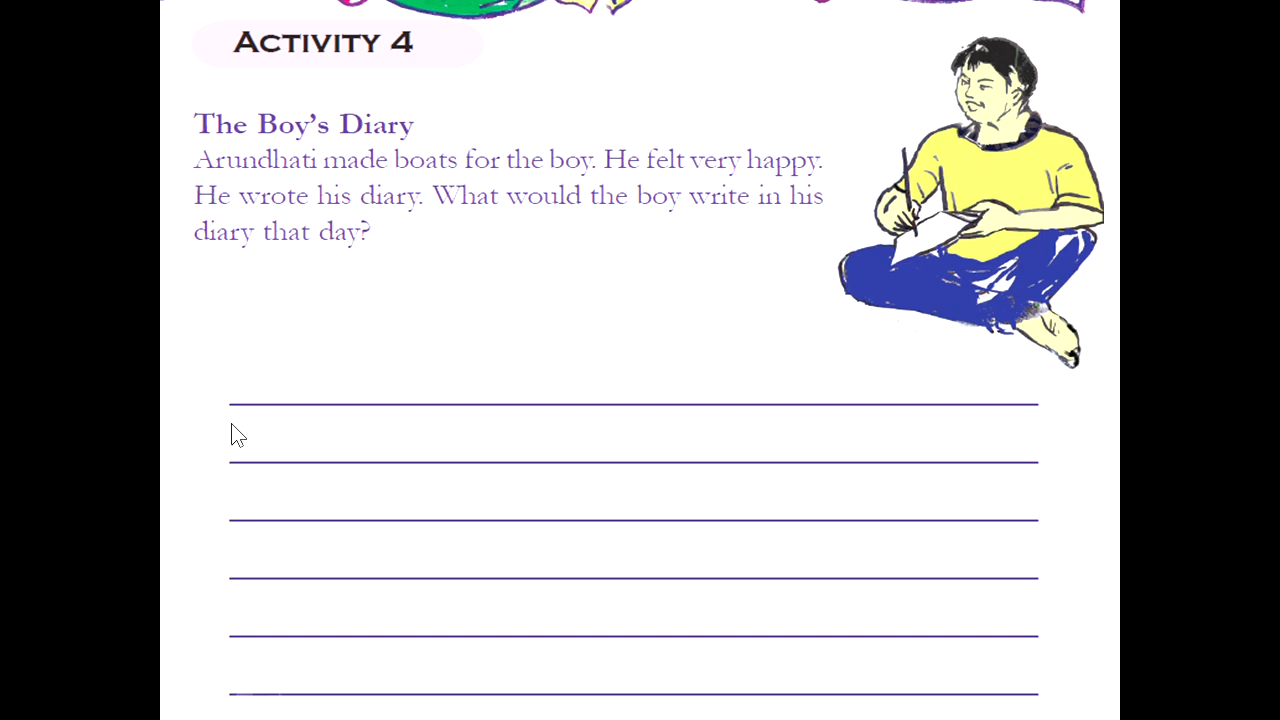 ACTIVITY 4
The Boy's Diary
Arundhati made boats for the boy. He felt very happy.
He wrote his diary. What would the boy write in his
diary that day?